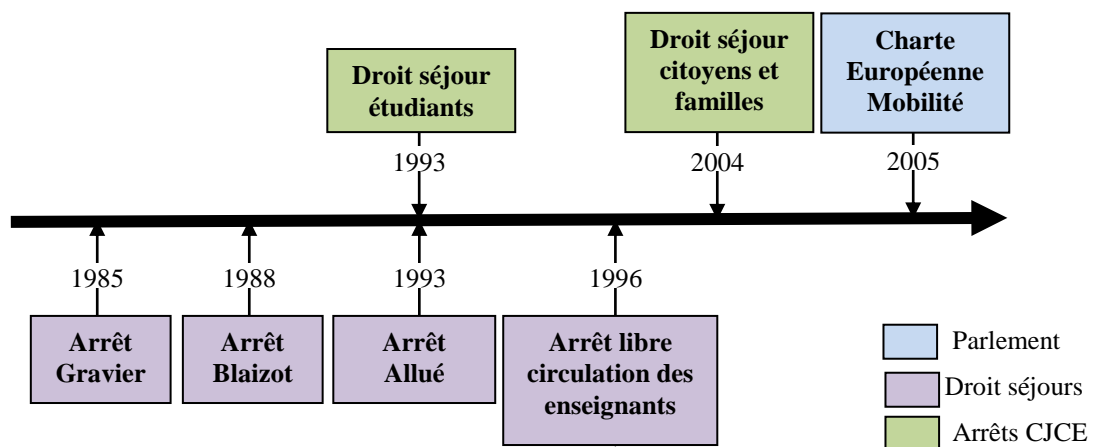 Droit séjour
étudiants
Droit séjour
citoyens et
familles
Charte
Européenne
Mobilité
1993
2004
2005
1985
1988
1993
1996
Arrêt
Gravier
Arrêt
Blaizot
Arrêt
Allué
Arrêt libre
circulation des
enseignants
Parlement
Droit séjours
Arrêts CJCE